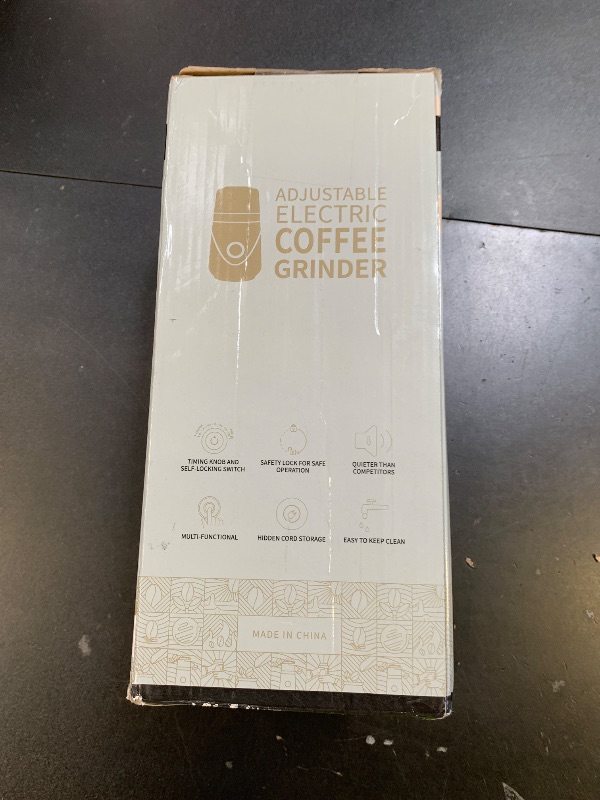 ADJUSTABLE
ELECTRIC
COFFEE
GRINDER
TIMING KNOB AND
SELF-LOCKING SWITCH
SAFETY LOCK FOR SAFE
OPERATION
QUIETER THAN
COMPETITORS
MULTI-FUNCTIONAL
HIDDEN CORD STORAGE
EASY TO KEEP CLEAN
MADE IN CHINA